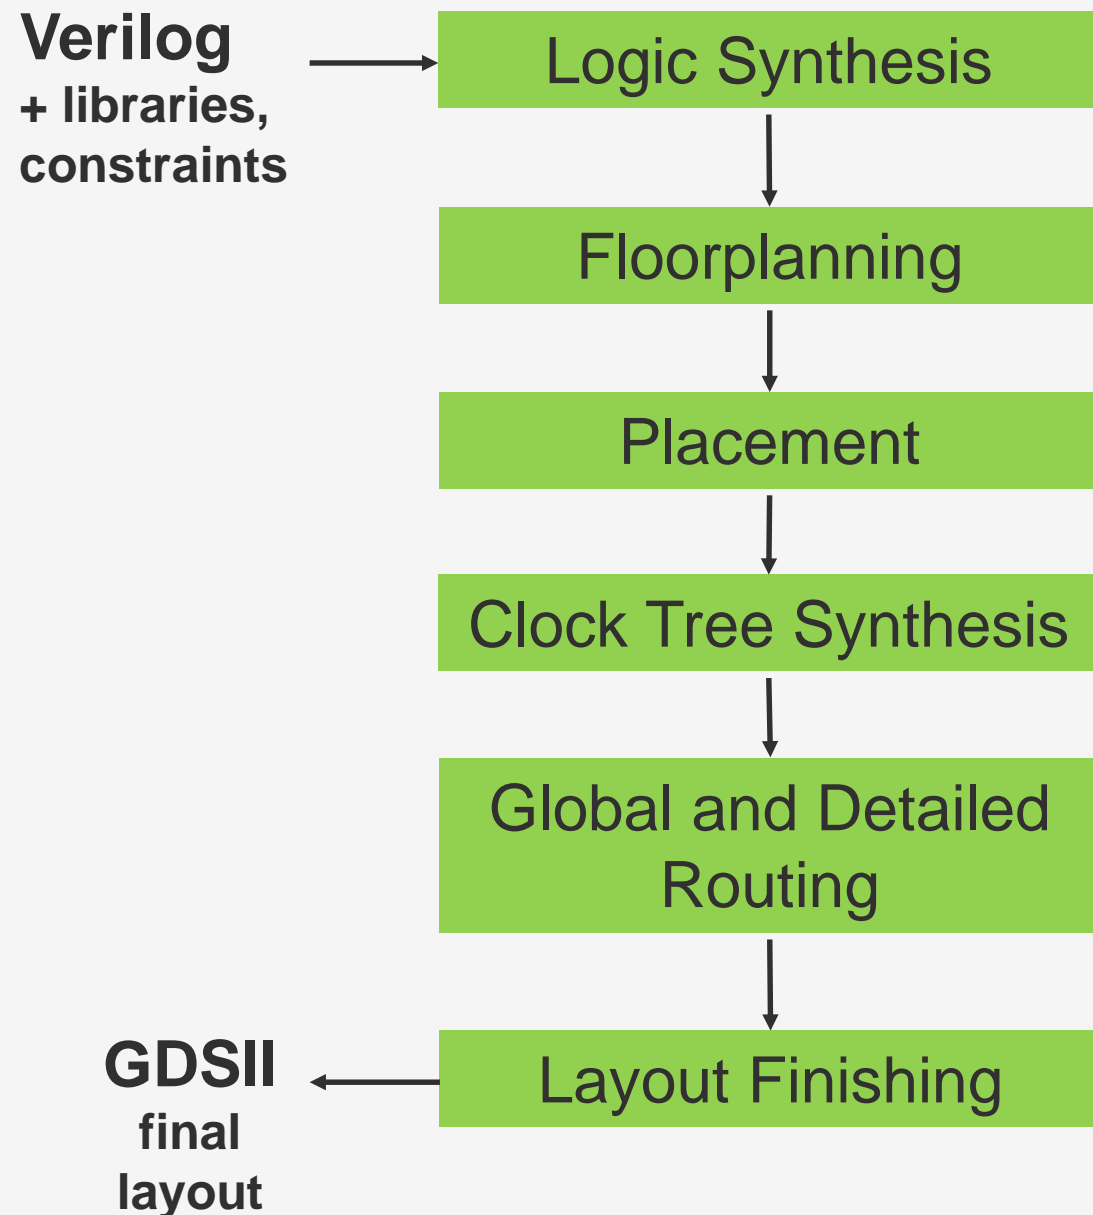 Verilog
+ libraries,
constraints
Logic Synthesis
Floorplanning
Placement
Clock Tree Synthesis
Global and Detailed
Routing
Layout Finishing
GDSII
final
layout